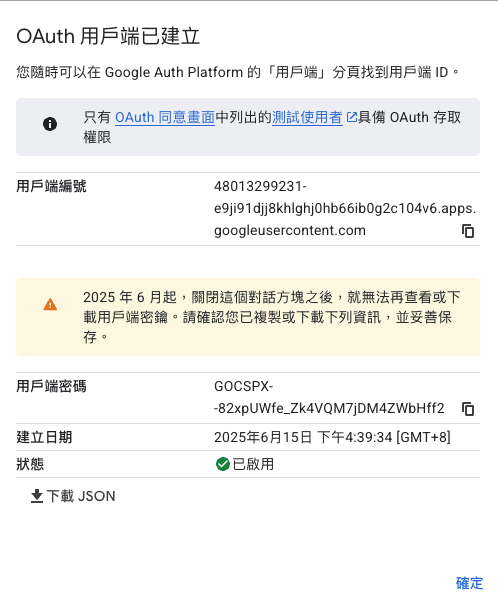 OAuth 用戶端已建立
您隨時可以在 Google Auth Platform 的「用戶端」分頁找到用戶端 ID。
只有 OAuth 同意畫面中列出的測試使用者 具備 OAuth 存取
權限
用戶端編號
48013299231-
e9ji91djj8khlghj0hb66ib0g2c104v6.apps.
googleusercontent.com
2025 年 6 月起，關閉這個對話方塊之後，就無法再查看或下
載用戶端密鑰。請確認您已複製或下載下列資訊，並妥善保
存。
用戶端密碼
GOCSPX-
-82xpUWfe_Zk4VQM7jDM4ZWbHff2
建立日期
2025年6月15日 下午4:39:34 [GMT+8]
狀態
已啟用
下載 JSON
確定